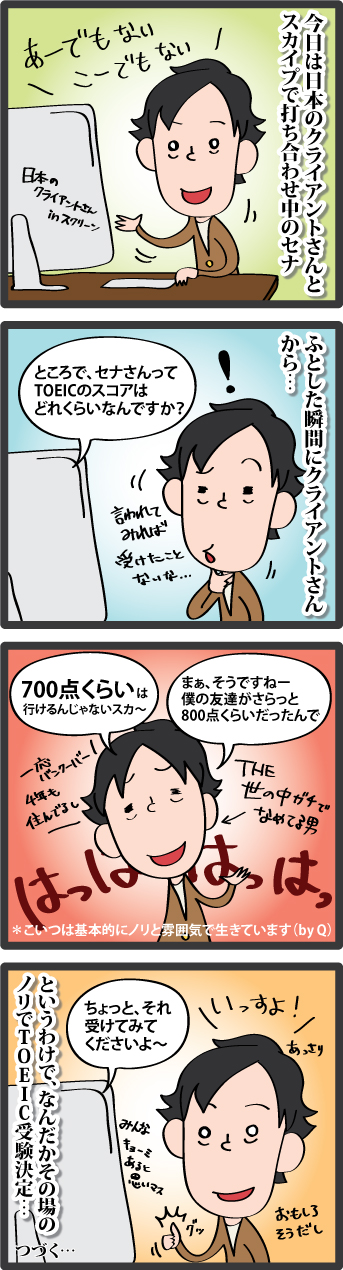 今日は日本のクライアントさんと
スカイプで打ち合わせ中のセナ
あーでもない
こーでもない
日本の
クライアントさん
in スクリーン
ふとした瞬間にクライアントさん
から…
ところで、セナさんって
TOEICのスコアは
どれくらいなんですか?
!
言われて
みれば
受けたこと
ないな…
まぁ、そうですねー
僕の友達がさらっと
800点くらいだったんで
700点くらいは
行けるんじゃないスカ〜
一応
バンクーバー
4年も
住んでるし
THE
世の中ガチで
なめてる男
はっはっはっはっ
*こいつは基本的にノリと雰囲気で生きています(by Q)
ちょっと、それ
受けてみて
くださいよ〜
いっすよ!
あっさり
みんな
キョーミ
あると
思いマス
グッ
おもしろ
そうだし
というわけで、なんだかその場の
ノリでTOEIC受験決定…
つづく…